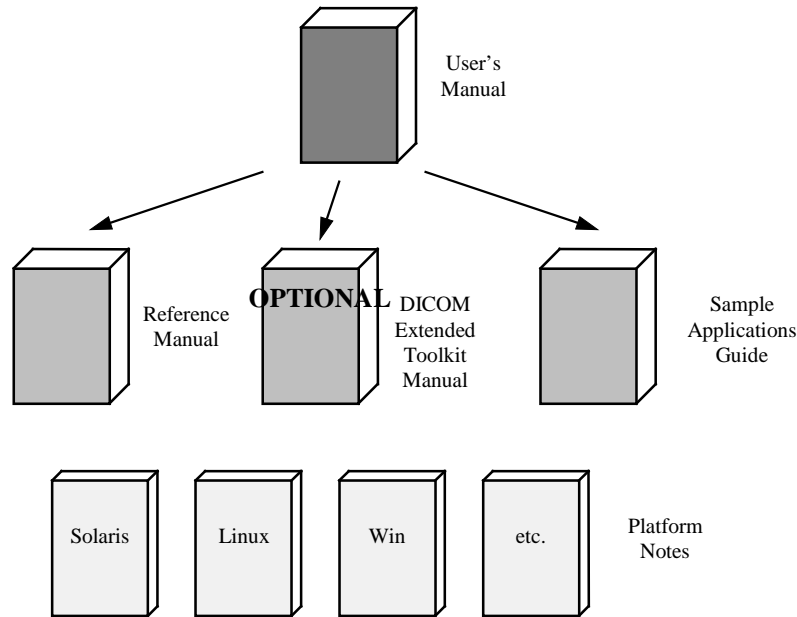 User's
Manual
Reference
Manual
OPTIONAL
DICOM
Extended
Toolkit
Manual
Sample
Applications
Guide
Solaris
Linux
Win
etc.
Platform
Notes